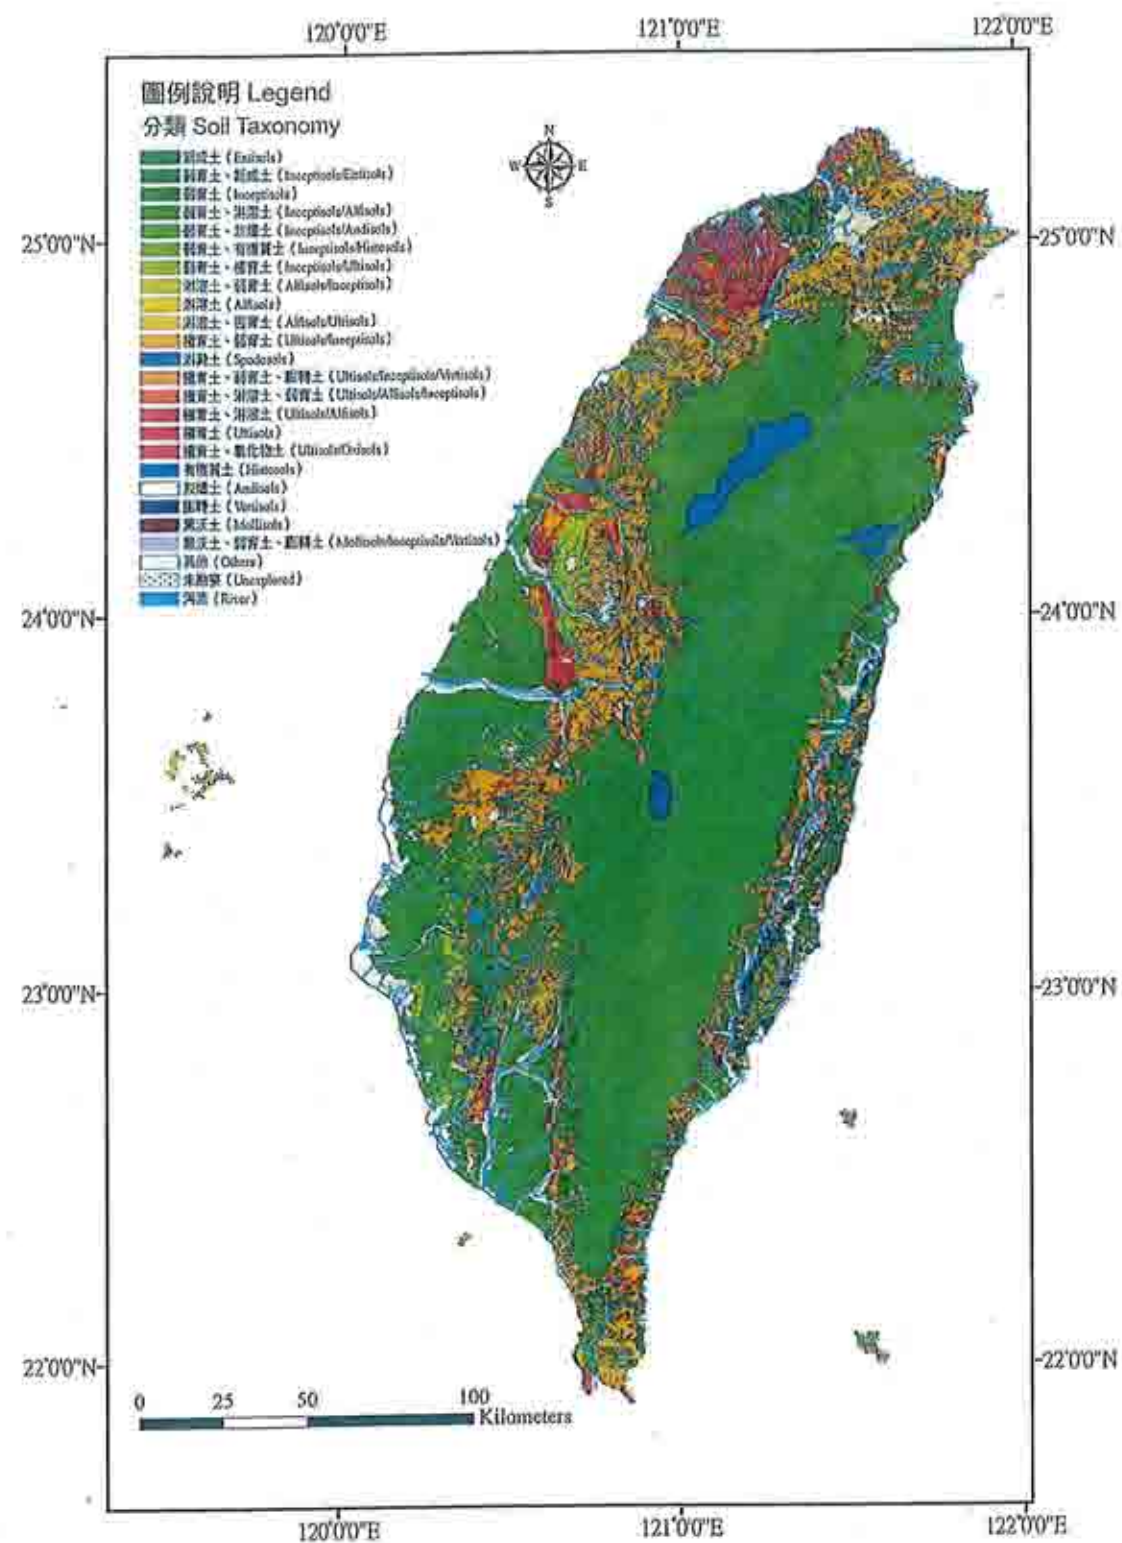 120°0'0"E 121°0'0"E 122°0'0"E
圖例說明 Legend
分類 Soil Taxonomy
新成土 (Entisols)
弱育土、新成土 (Inceptisols/Entisols)
弱育土 (Inceptisols)
弱育土、淋溶土 (Inceptisols/Alfisols)
弱育土、灰燼土 (Inceptisols/Andisols)
弱育土、有機質土 (Inceptisols/Histosols)
弱育土、極育土 (Inceptisols/Ultisols)
淋溶土、弱育土 (Alfisols/Inceptisols)
淋溶土 (Alfisols)
淋溶土、極育土 (Alfisols/Ultisols)
極育土、弱育土 (Ultisols/Inceptisols)
淋澱土 (Spodosols)
極育土、弱育土、膨轉土 (Ultisols/Inceptisols/Vertisols)
極育土、淋溶土、弱育土 (Ultisols/Alfisols/Inceptisols)
極育土、淋溶土 (Ultisols/Alfisols)
極育土 (Ultisols)
極育土、氧化物土 (Ultisols/Oxisols)
有機質土 (Histosols)
灰燼土 (Andisols)
膨轉土 (Vertisols)
黑沃土 (Mollisols)
黑沃土、弱育土、膨轉土 (Mollisols/Inceptisols/Vertisols)
其他 (Others)
未勘察 (Unexplored)
河流 (River)
N
W E
S
25°0'0"N 25°0'0"N
24°0'0"N 24°0'0"N
23°0'0"N 23°0'0"N
22°0'0"N 22°0'0"N
0 25 50 100
Kilometers
120°0'0"E 121°0'0"E 122°0'0"E